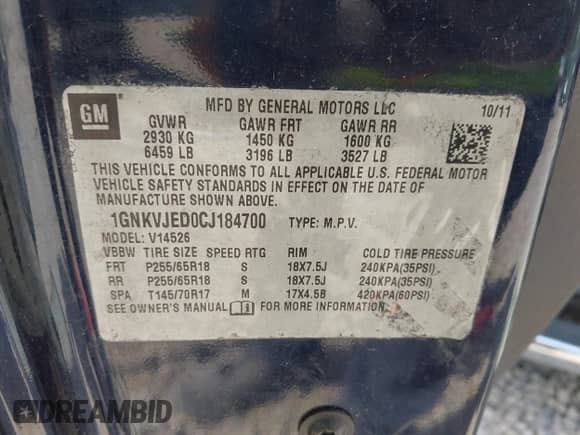 GM
MFD BY GENERAL MOTORS LLC
10/11
GVWR GAWR FRT GAWR RR
2930 KG 1450 KG 1600 KG
6459 LB 3196 LB 3527 LB
THIS VEHICLE CONFORMS TO ALL APPLICABLE U.S. FEDERAL MOTOR
VEHICLE SAFETY STANDARDS IN EFFECT ON THE DATE OF
MANUFACTURE SHOWN ABOVE.
1GNKVJED0CJ184700 TYPE: M.P.V.
MODEL: V14526
VBBW TIRE SIZE SPEED RTG RIM COLD TIRE PRESSURE
FRT P255/65R18 S 18X7.5J 240KPA(35PSI)
RR P255/65R18 S 18X7.5J 240KPA(35PSI)
SPA T145/70R17 M 17X4.5B 420KPA(60PSI)
SEE OWNER'S MANUAL FOR MORE INFORMATION
DREAMBID